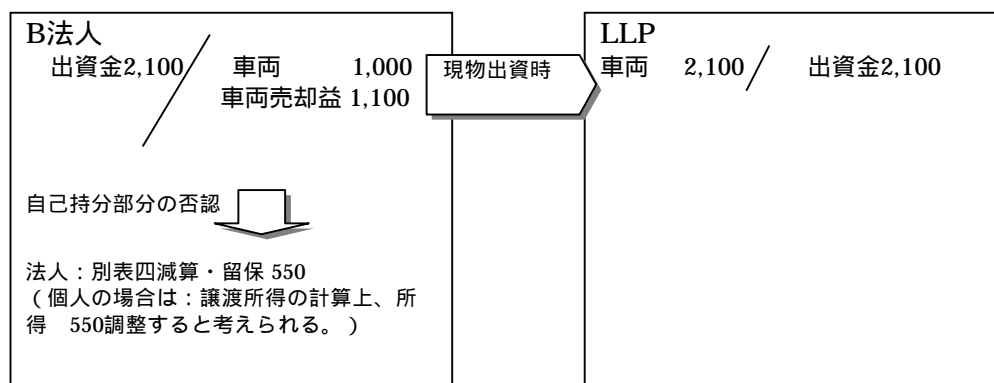 B法人
出資金2,100/ 車両 1,000
車両売却益 1,100
自己持分部分の否認
法人：別表四減算・留保 550
（個人の場合は：譲渡所得の計算上、所
得 550調整すると考えられる。）
現物出資時
LLP
車両 2,100/ 出資金2,100